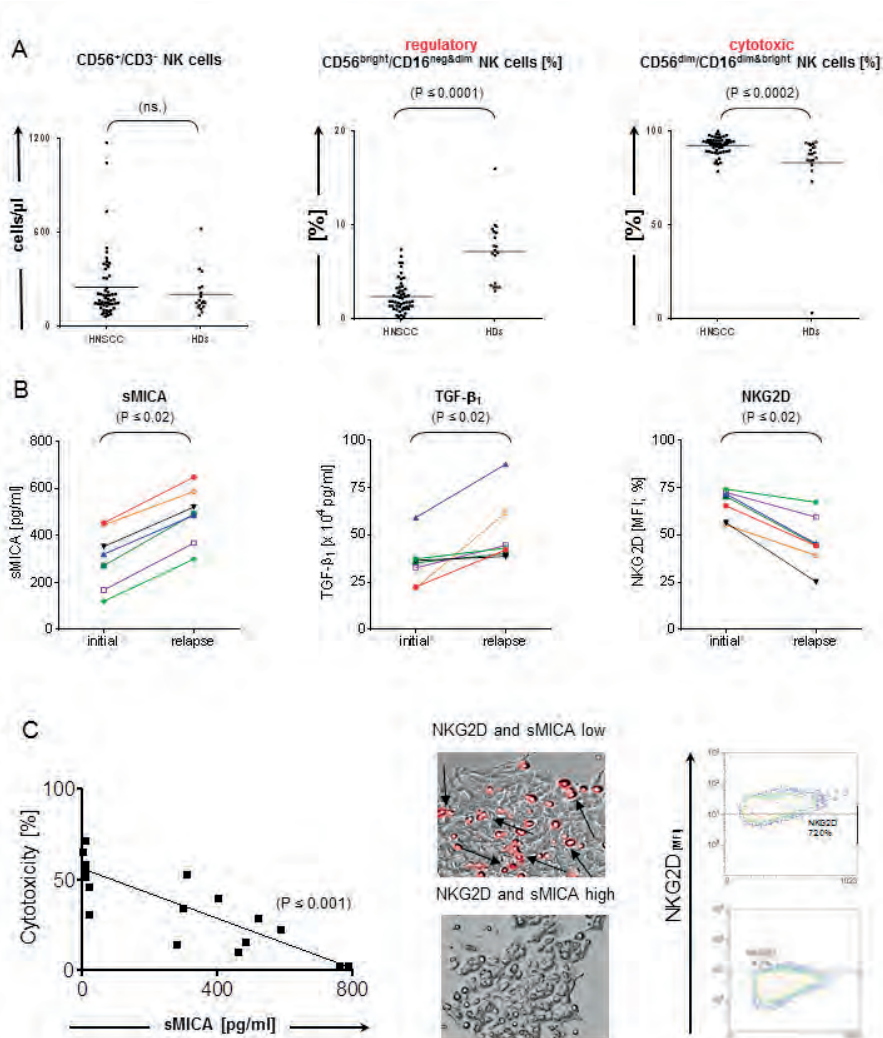 A
CD56⁺/CD3⁻ NK cells
(ns.)
cells/µl
1200
600
0
HNSCC
HDs
regulatory
CD56bright/CD16neg&dim NK cells [%]
(P ≤ 0.0001)
[%]
20
10
0
HNSCC
HDs
cytotoxic
CD56dim/CD16dim&bright NK cells [%]
(P ≤ 0.0002)
[%]
100
50
0
HNSCC
HDs
B
sMICA
(P ≤ 0.02)
sMICA [pg/ml]
800
600
400
200
0
initial
relapse
TGF-β₁
(P ≤ 0.02)
TGF-β₁ [x 10⁴ pg/ml]
100
75
50
25
0
initial
relapse
NKG2D
(P ≤ 0.02)
NKG2D [MFI; %]
100
75
50
25
0
initial
relapse
C
Cytotoxicity [%]
100
50
0
(P ≤ 0.001)
0
400
800
sMICA [pg/ml]
NKG2D and sMICA low
NKG2D and sMICA high
NKG2D [MFI]
NKG2D
72.0%
0
1023